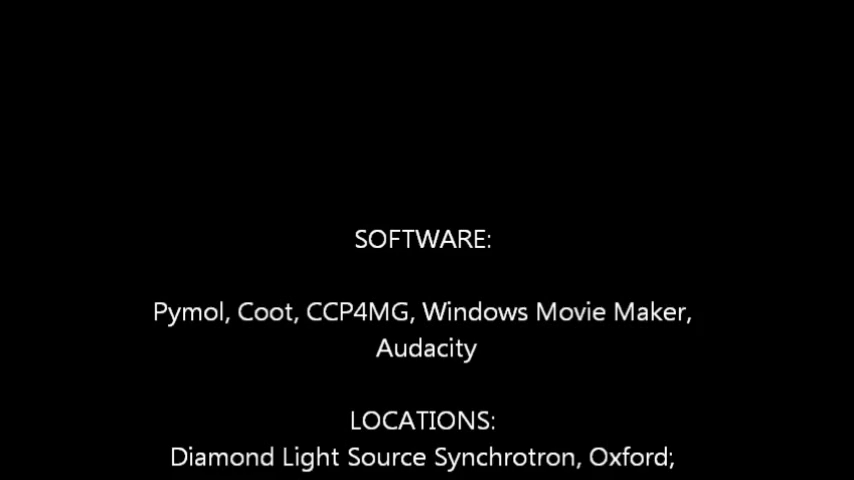 SOFTWARE:
Pymol, Coot, CCP4MG, Windows Movie Maker,
Audacity
LOCATIONS:
Diamond Light Source Synchrotron, Oxford;